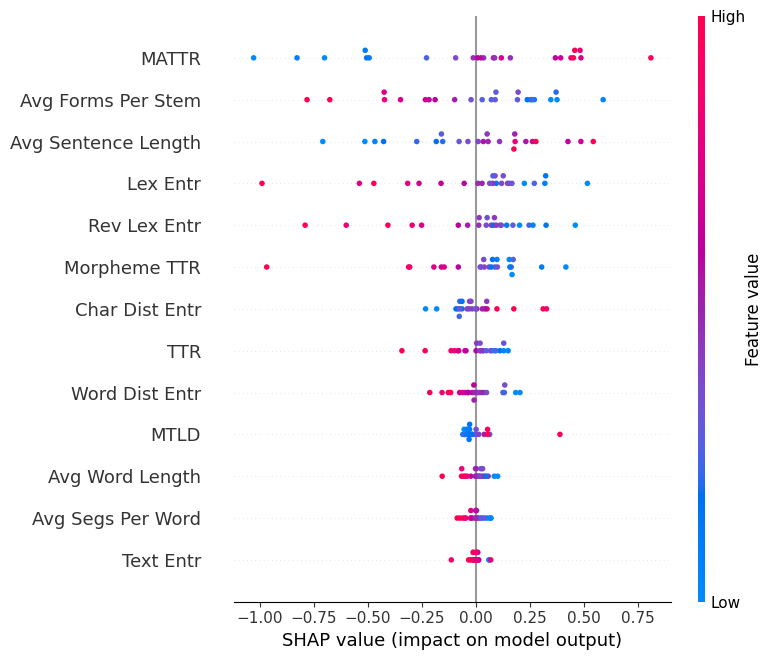 High
MATTR
Avg Forms Per Stem
Avg Sentence Length
Lex Entr
Rev Lex Entr
Morpheme TTR
Char Dist Entr
TTR
Word Dist Entr
MTLD
Avg Word Length
Avg Segs Per Word
Text Entr
Feature value
Low
−1.00 −0.75 −0.50 −0.25 0.00 0.25 0.50 0.75
SHAP value (impact on model output)